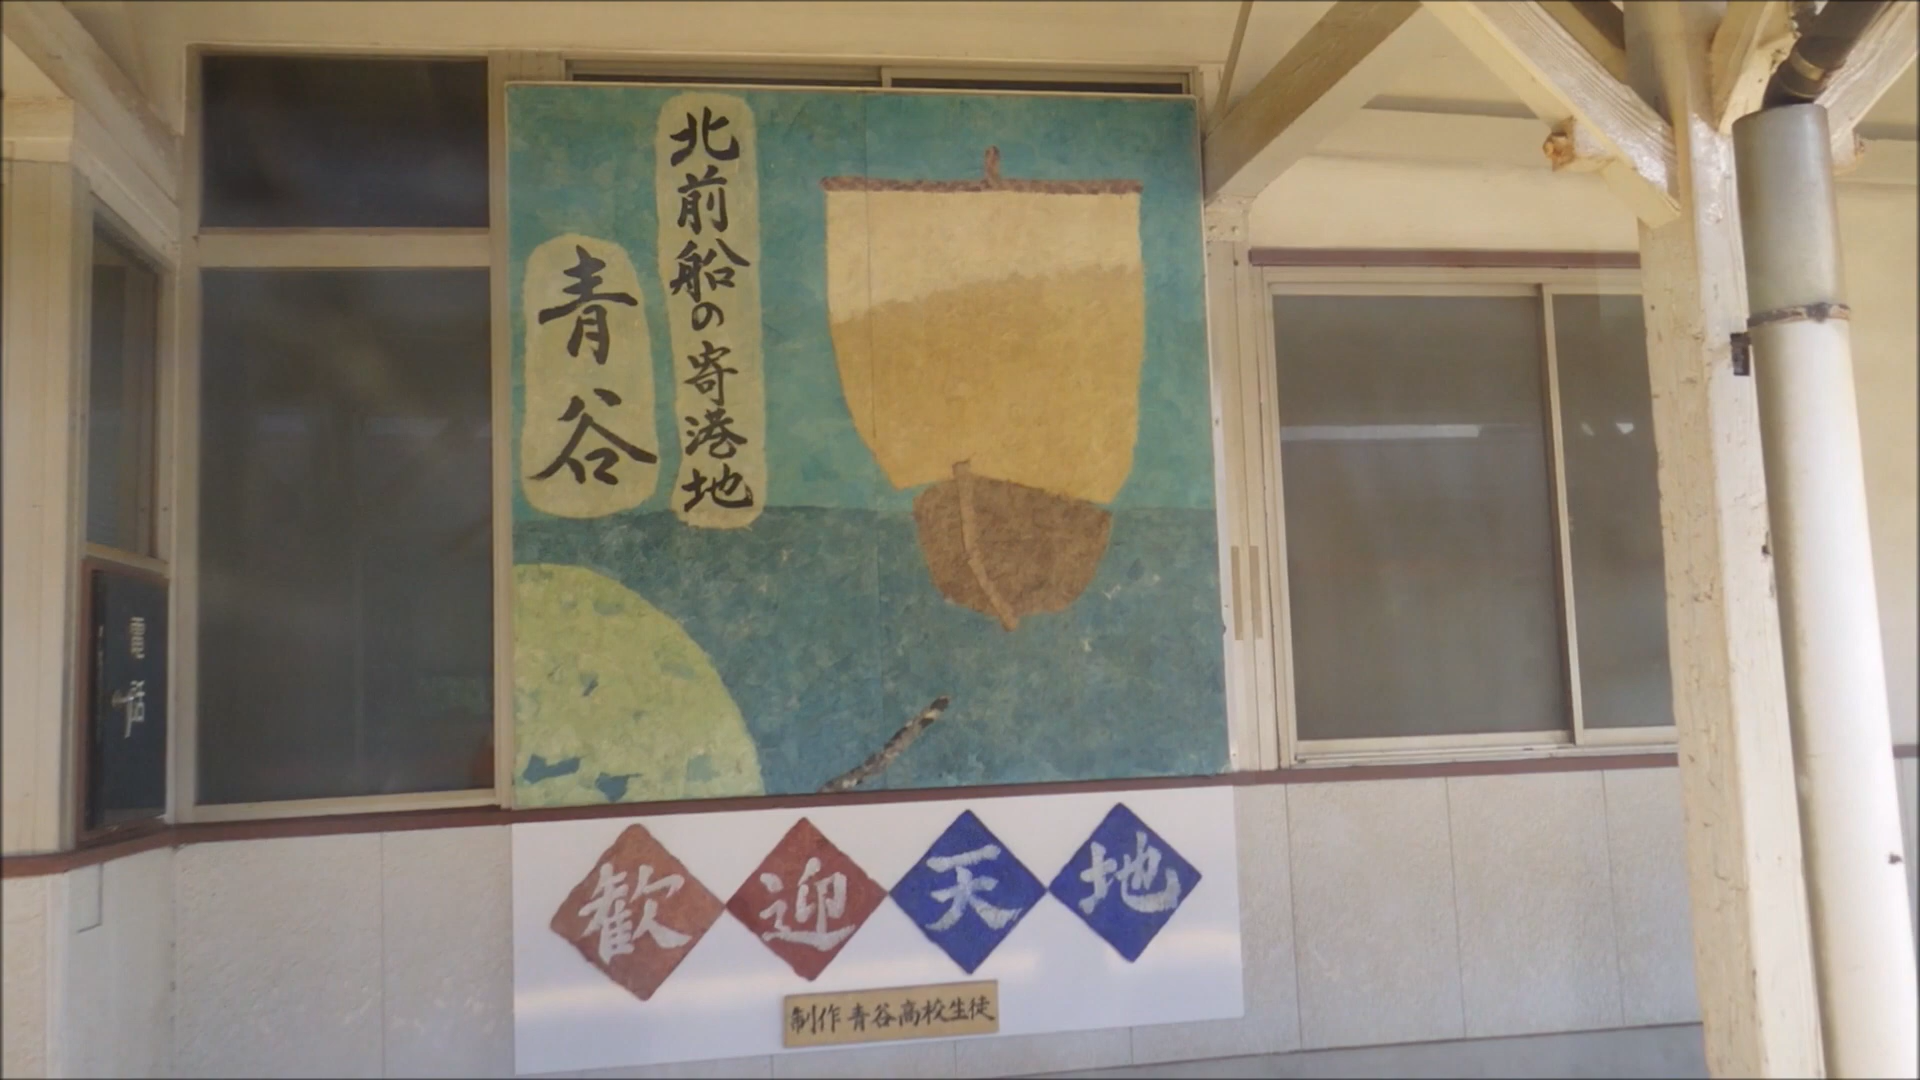 北前船の寄港地
青谷
歓迎天地
制作 青谷高校生徒